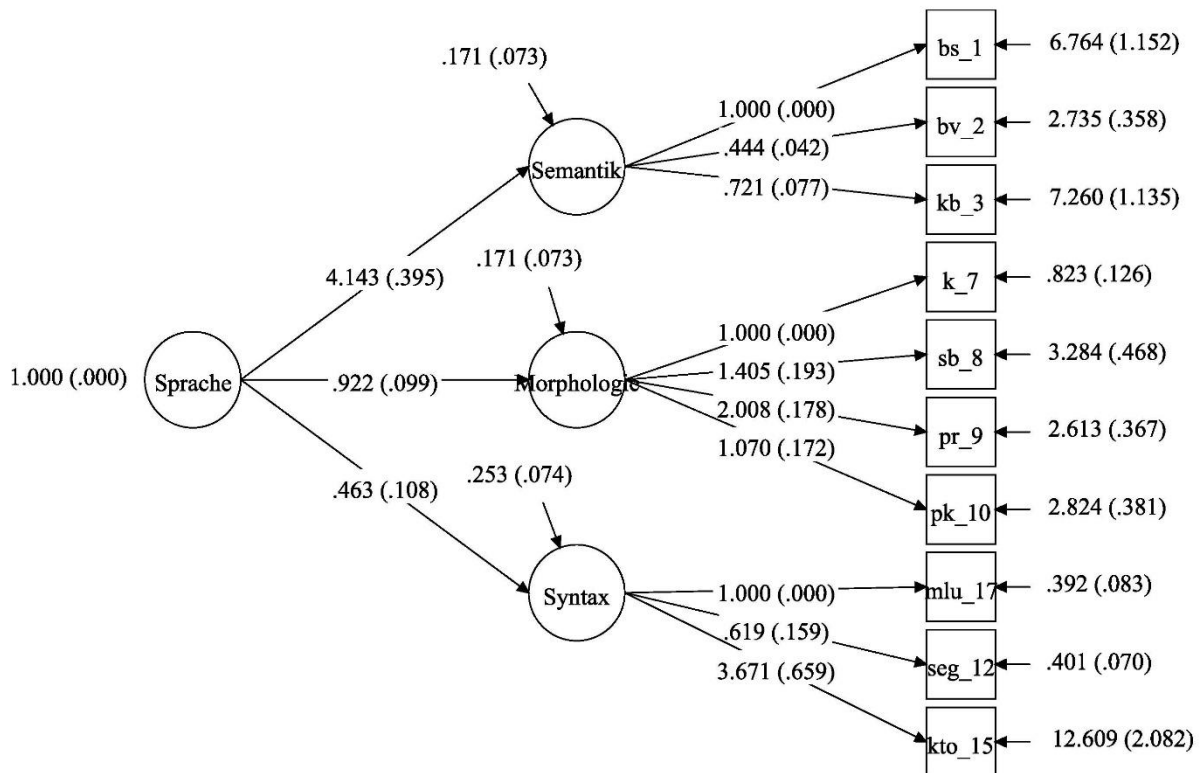 bs_1
6.764 (1.152)
.171 (.073)
1.000 (.000)
bv_2
2.735 (.358)
Semantik
.444 (.042)
.721 (.077)
kb_3
7.260 (1.135)
4.143 (.395)
.171 (.073)
k_7
.823 (.126)
1.000 (.000)
sb_8
3.284 (.468)
1.000 (.000)
Sprache
.922 (.099)
Morphologie
1.405 (.193)
2.008 (.178)
pr_9
2.613 (.367)
1.070 (.172)
.463 (.108)
.253 (.074)
pk_10
2.824 (.381)
Syntax
1.000 (.000)
mlu_17
.392 (.083)
.619 (.159)
seg_12
.401 (.070)
3.671 (.659)
kto_15
12.609 (2.082)